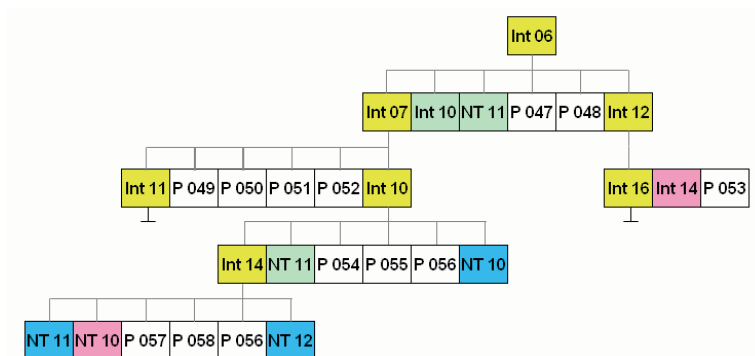 Int 06
Int 07 Int 10 NT 11 P 047 P 048 Int 12
Int 11 P 049 P 050 P 051 P 052 Int 10 Int 16 Int 14 P 053
Int 14 NT 11 P 054 P 055 P 056 NT 10
NT 11 NT 10 P 057 P 058 P 056 NT 12